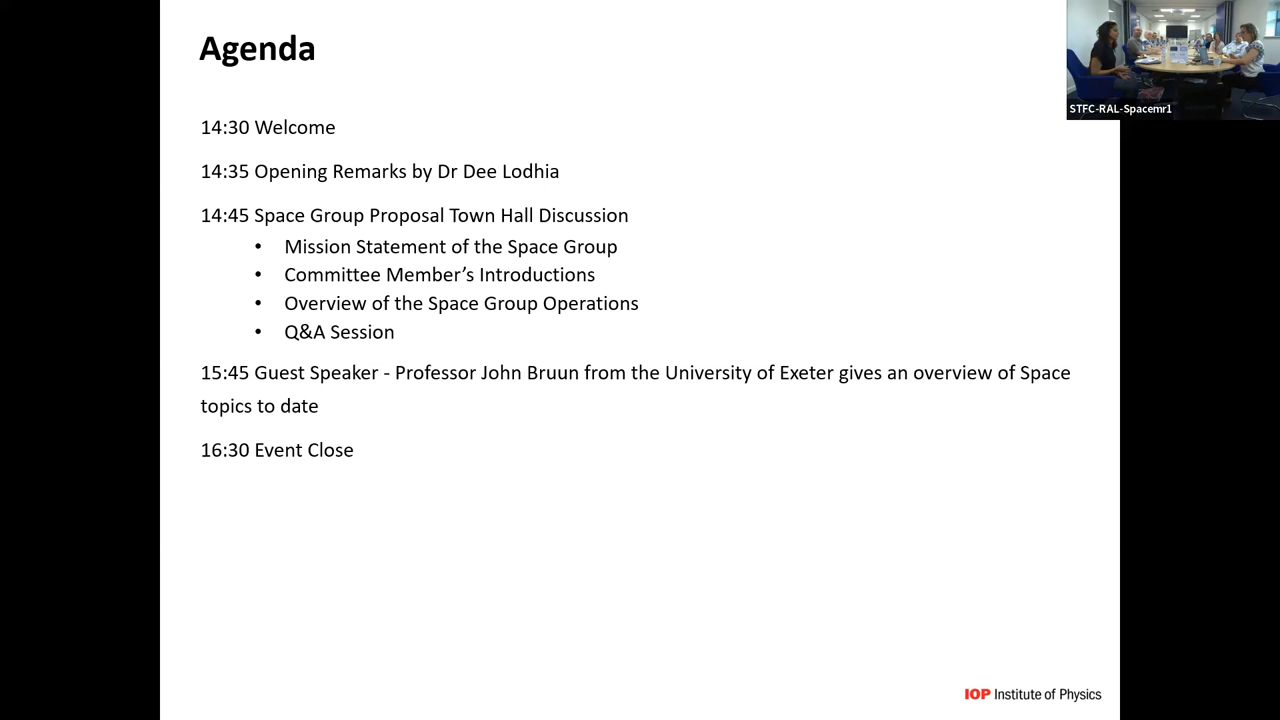 Agenda
STFC-RAL-Spacemr1
14:30 Welcome
14:35 Opening Remarks by Dr Dee Lodhia
14:45 Space Group Proposal Town Hall Discussion
• Mission Statement of the Space Group
• Committee Member’s Introductions
• Overview of the Space Group Operations
• Q&A Session
15:45 Guest Speaker - Professor John Bruun from the University of Exeter gives an overview of Space
topics to date
16:30 Event Close
IOP Institute of Physics